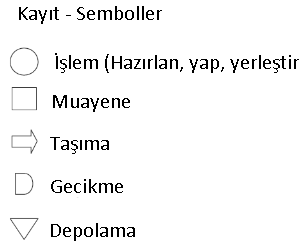 Kayıt - Semboller
İşlem (Hazırlan, yap, yerleştir
Muayene
Taşıma
Gecikme
Depolama